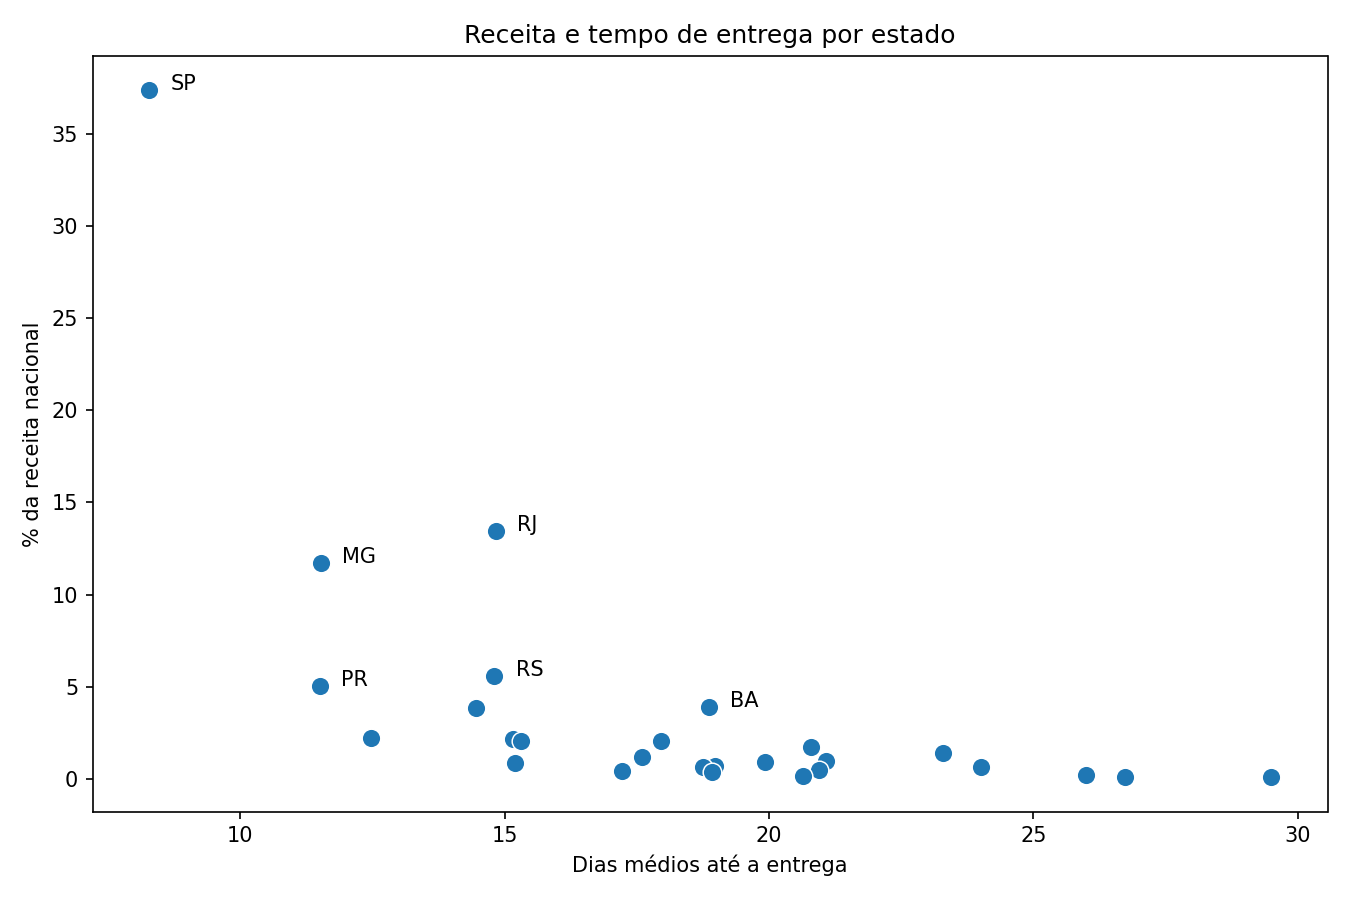 Receita e tempo de entrega por estado
% da receita nacional
35
30
25
20
15
10
5
0
SP
RJ
MG
RS
PR
BA
10 15 20 25 30
Dias médios até a entrega